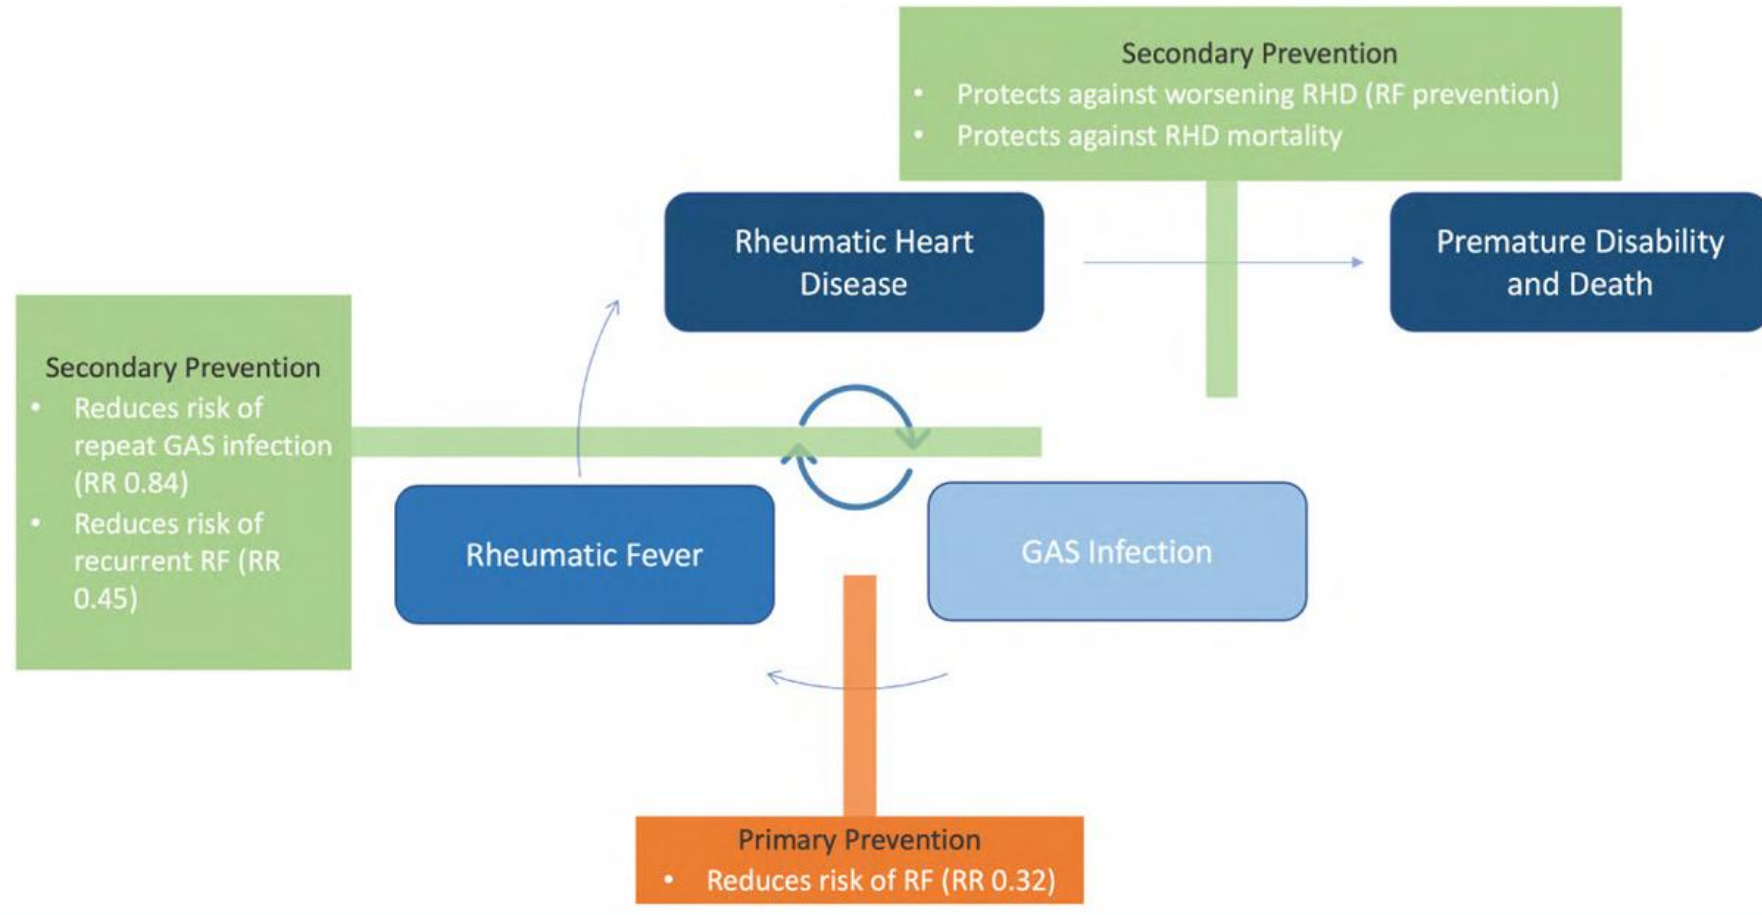 Secondary Prevention
• Protects against worsening RHD (RF prevention)
• Protects against RHD mortality
Rheumatic Heart
Disease
Premature Disability
and Death
Secondary Prevention
• Reduces risk of
repeat GAS infection
(RR 0.84)
• Reduces risk of
recurrent RF (RR
0.45)
Rheumatic Fever
GAS Infection
Primary Prevention
• Reduces risk of RF (RR 0.32)